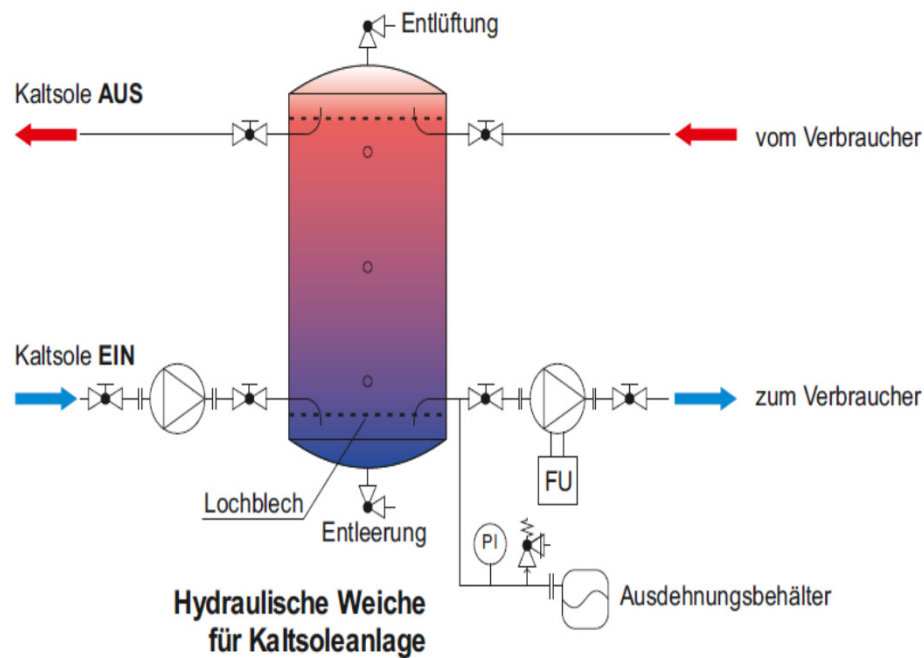 Entlüftung
Kaltsole AUS
vom Verbraucher
Kaltsole EIN
zum Verbraucher
FU
Lochblech
Entleerung
PI
Ausdehnungsbehälter
Hydraulische Weiche
für Kaltsoleanlage